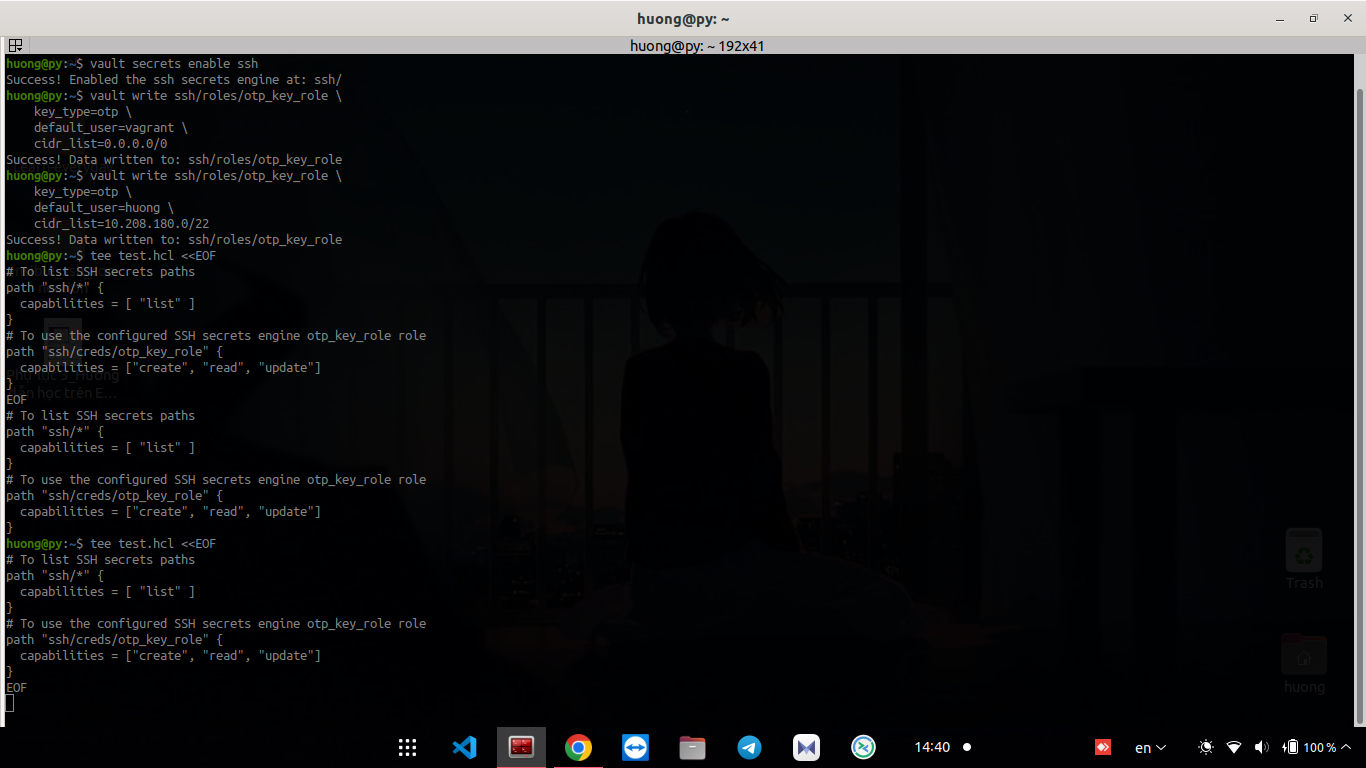 huong@py: ~
huong@py: ~ 192x41
huong@py:~$ vault secrets enable ssh
Success! Enabled the ssh secrets engine at: ssh/
huong@py:~$ vault write ssh/roles/otp_key_role \
    key_type=otp \
    default_user=vagrant \
    cidr_list=0.0.0.0/0
Success! Data written to: ssh/roles/otp_key_role
huong@py:~$ vault write ssh/roles/otp_key_role \
    key_type=otp \
    default_user=huong \
    cidr_list=10.208.180.0/22
Success! Data written to: ssh/roles/otp_key_role
huong@py:~$ tee test.hcl <<EOF
# To list SSH secrets paths
path "ssh/*" {
  capabilities = [ "list" ]
}
# To use the configured SSH secrets engine otp_key_role role
path "ssh/creds/otp_key_role" {
  capabilities = ["create", "read", "update"]
}
EOF
# To list SSH secrets paths
path "ssh/*" {
  capabilities = [ "list" ]
}
# To use the configured SSH secrets engine otp_key_role role
path "ssh/creds/otp_key_role" {
  capabilities = ["create", "read", "update"]
}
huong@py:~$ tee test.hcl <<EOF
# To list SSH secrets paths
path "ssh/*" {
  capabilities = [ "list" ]
}
# To use the configured SSH secrets engine otp_key_role role
path "ssh/creds/otp_key_role" {
  capabilities = ["create", "read", "update"]
}
EOF
Trash
huong
14:40
en
100 %